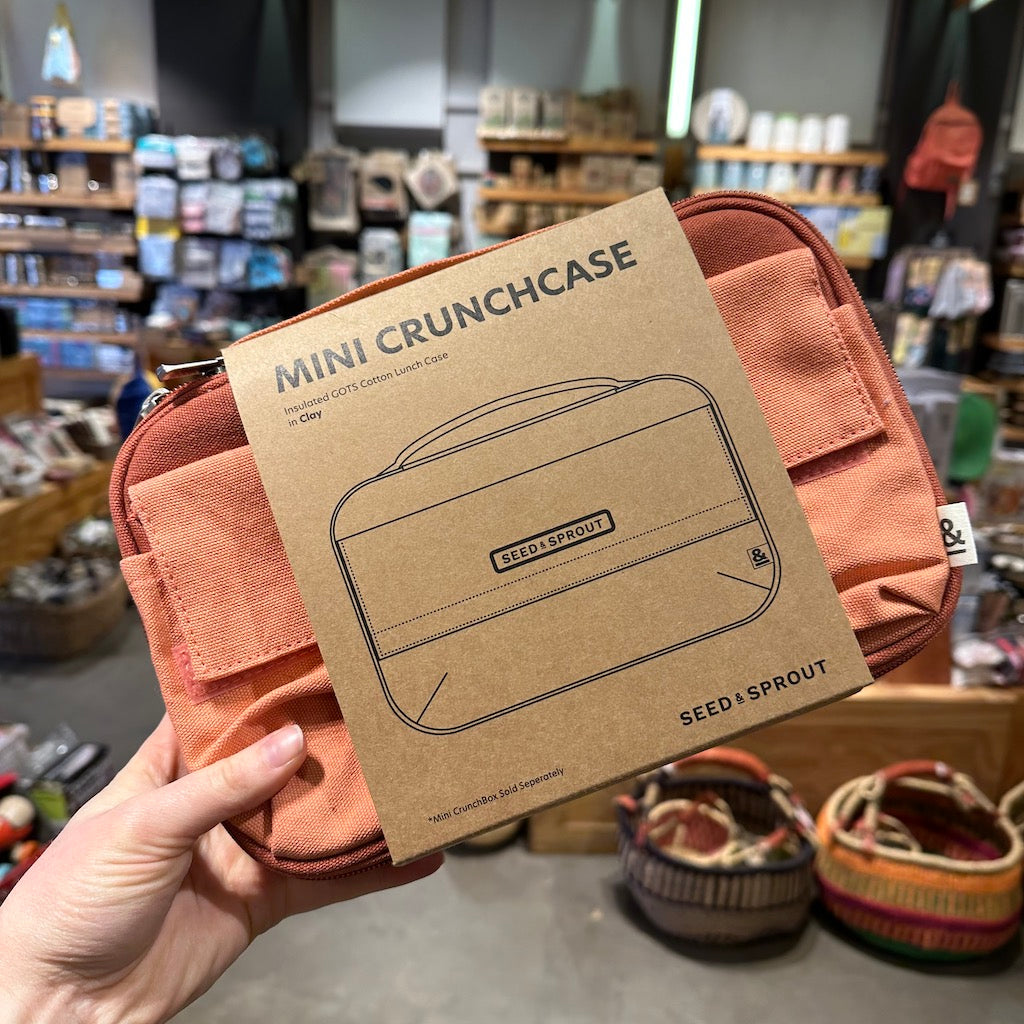 MINI CRUNCHCASE
Insulated GOTS Cotton Lunch Case
in Clay
SEED & SPROUT
&
&
SEED & SPROUT
*Mini CrunchBox Sold Seperately